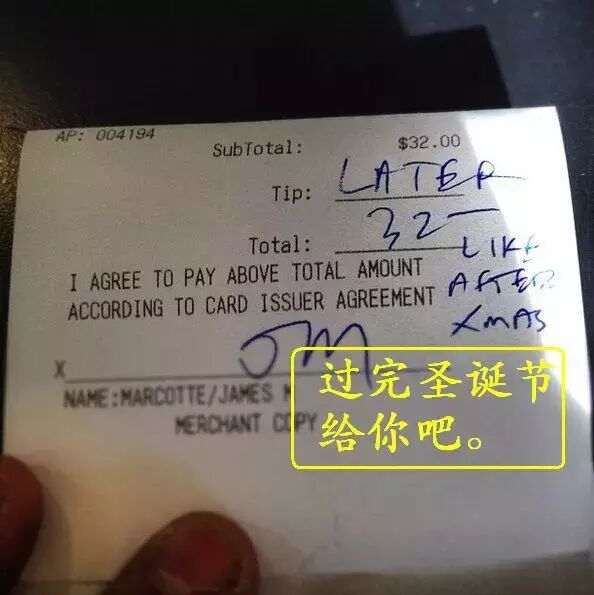 AP: 004194
SubTotal: $32.00
Tip: LATER
Total: 32 —
LIKE
AFTER
XMAS
I AGREE TO PAY ABOVE TOTAL AMOUNT
ACCORDING TO CARD ISSUER AGREEMENT
X JM
NAME:MARCOTTE/JAMES
MERCHANT COPY
过完圣诞节
给你吧。